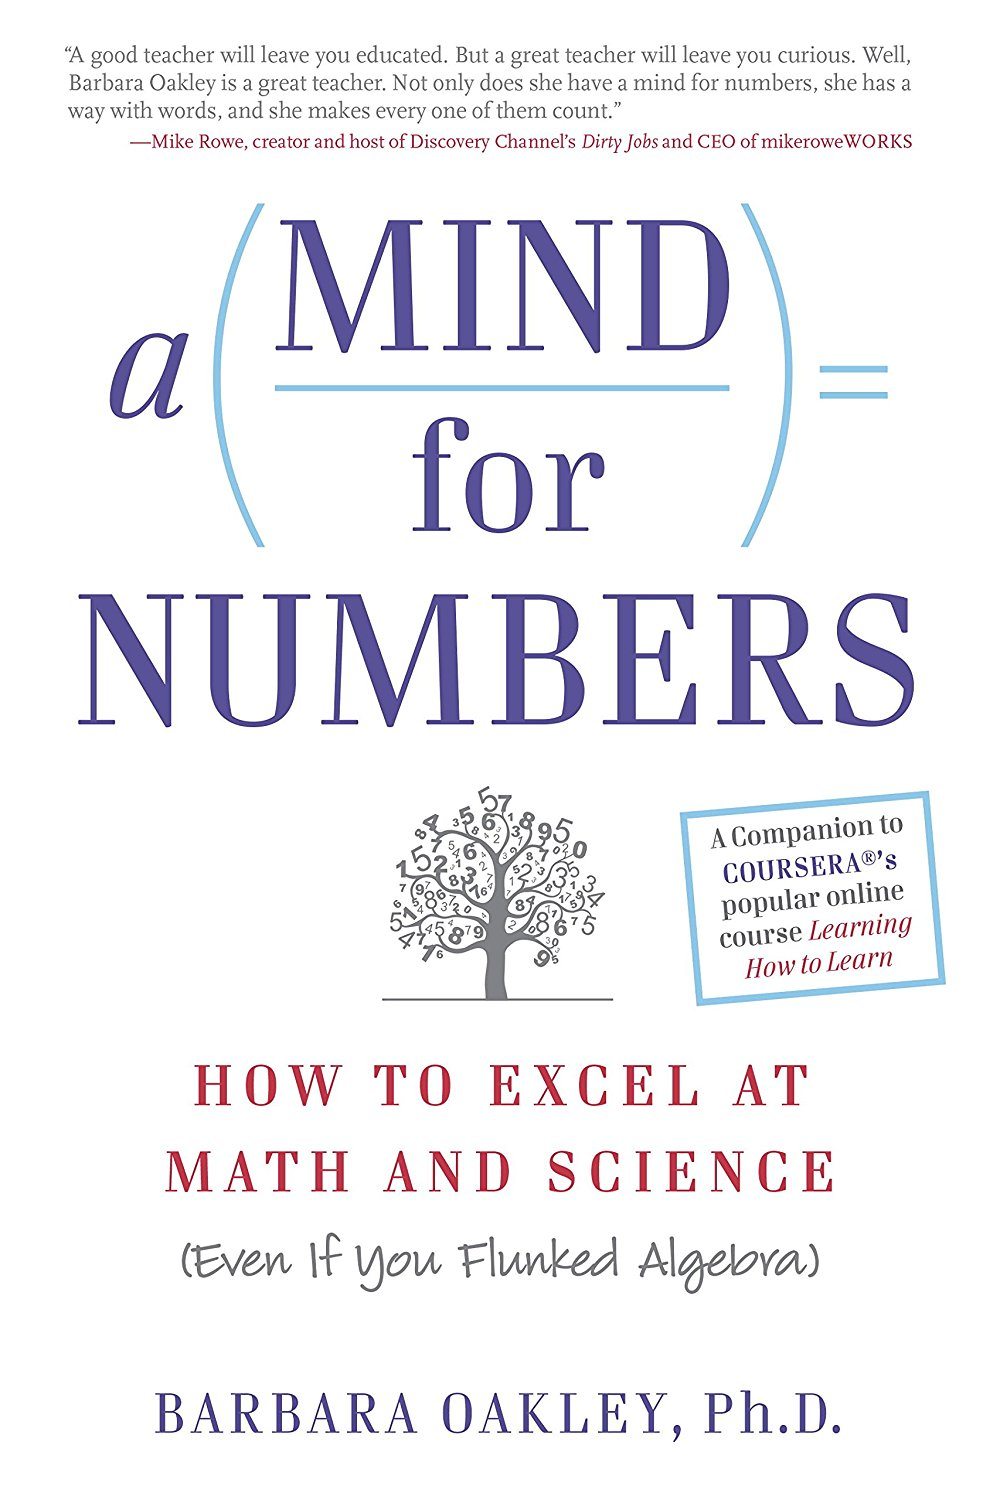 “A good teacher will leave you educated. But a great teacher will leave you curious. Well,
Barbara Oakley is a great teacher. Not only does she have a mind for numbers, she has a
way with words, and she makes every one of them count.”
—Mike Rowe, creator and host of Discovery Channel’s Dirty Jobs and CEO of mikeroweWORKS
a (MIND
for) =
NUMBERS
A Companion to
COURSERA®’s
popular online
course Learning
How to Learn
HOW TO EXCEL AT
MATH AND SCIENCE
(Even If You Flunked Algebra)
BARBARA OAKLEY, Ph.D.